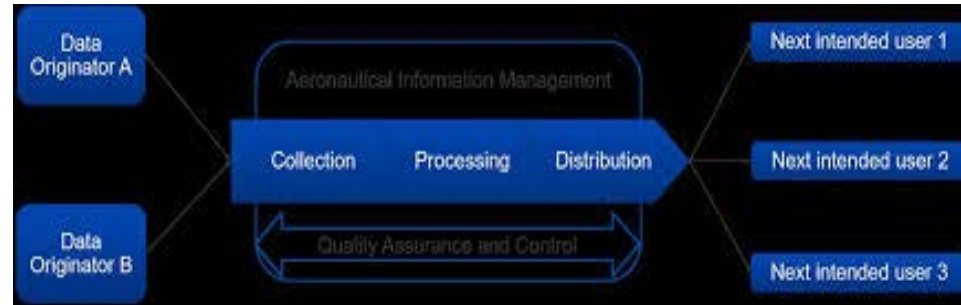 Data
Originator A
Aeronautical Information Management
Collection Processing Distribution
Quality Assurance and Control
Data
Originator B
Next intended user 1
Next intended user 2
Next intended user 3